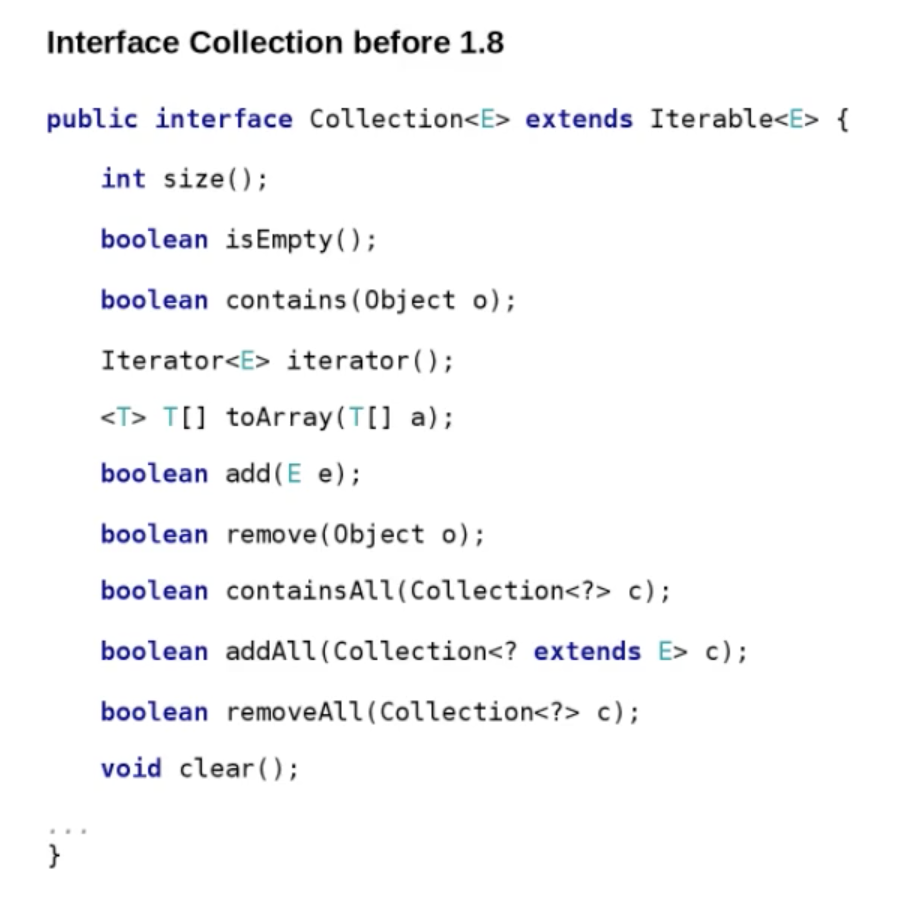 Interface Collection before 1.8
public interface Collection<E> extends Iterable<E> {
int size();
boolean isEmpty();
boolean contains(Object o);
Iterator<E> iterator();
<T> T[] toArray(T[] a);
boolean add(E e);
boolean remove(Object o);
boolean containsAll(Collection<?> c);
boolean addAll(Collection<? extends E> c);
boolean removeAll(Collection<?> c);
void clear();
...
}